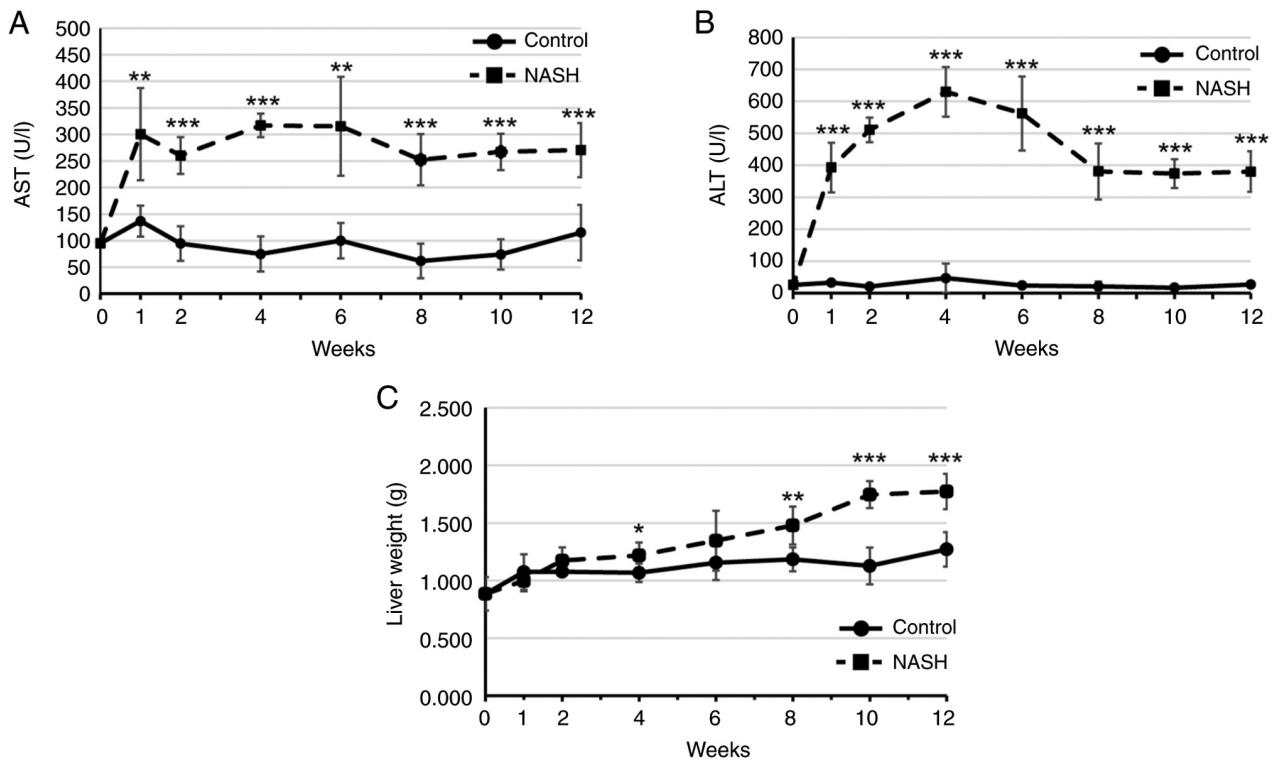 A
AST (U/l)
500
450
400
350
300
250
200
150
100
50
0
Control
NASH
** *** *** ** *** *** ***
0 1 2 4 6 8 10 12
Weeks
B
ALT (U/l)
800
700
600
500
400
300
200
100
0
Control
NASH
*** *** *** *** *** *** ***
0 1 2 4 6 8 10 12
Weeks
C
Liver weight (g)
2.500
2.000
1.500
1.000
0.500
0.000
* ** *** ***
Control
NASH
0 1 2 4 6 8 10 12
Weeks